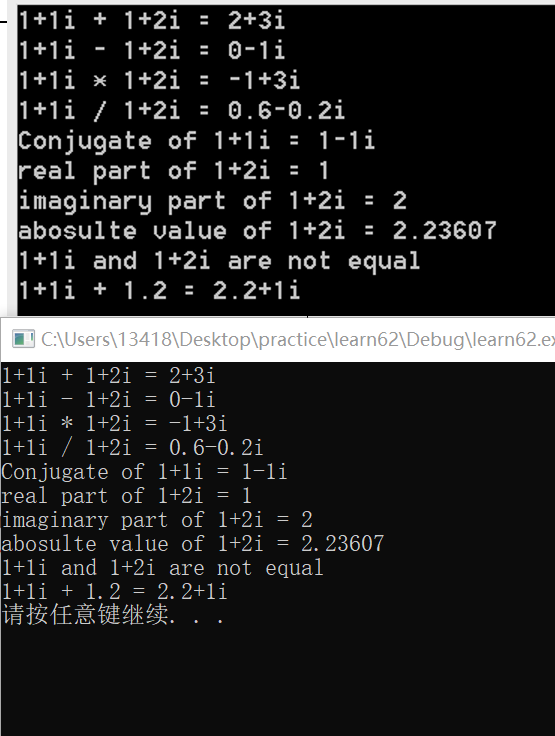 1+1i + 1+2i = 2+3i
1+1i - 1+2i = 0-1i
1+1i * 1+2i = -1+3i
1+1i / 1+2i = 0.6-0.2i
Conjugate of 1+1i = 1-1i
real part of 1+2i = 1
imaginary part of 1+2i = 2
abosulte value of 1+2i = 2.23607
1+1i and 1+2i are not equal
1+1i + 1.2 = 2.2+1i
C:\Users\13418\Desktop\practice\learn62\Debug\learn62.ex
1+1i + 1+2i = 2+3i
1+1i - 1+2i = 0-1i
1+1i * 1+2i = -1+3i
1+1i / 1+2i = 0.6-0.2i
Conjugate of 1+1i = 1-1i
real part of 1+2i = 1
imaginary part of 1+2i = 2
abosulte value of 1+2i = 2.23607
1+1i and 1+2i are not equal
1+1i + 1.2 = 2.2+1i
请按任意键继续. . .